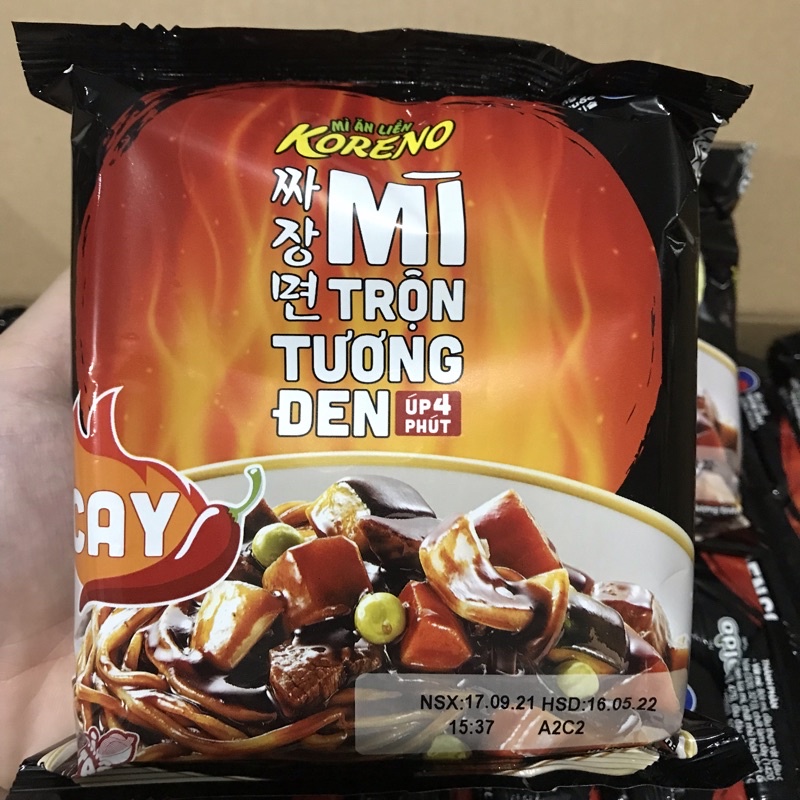 MÌ ĂN LIỀN
KORENO
짜장면
MÌ
TRỘN
TƯƠNG
ĐEN
ÚP 4
PHÚT
CAY
NSX:17.09.21 HSD:16.05.22
15:37 A2C2